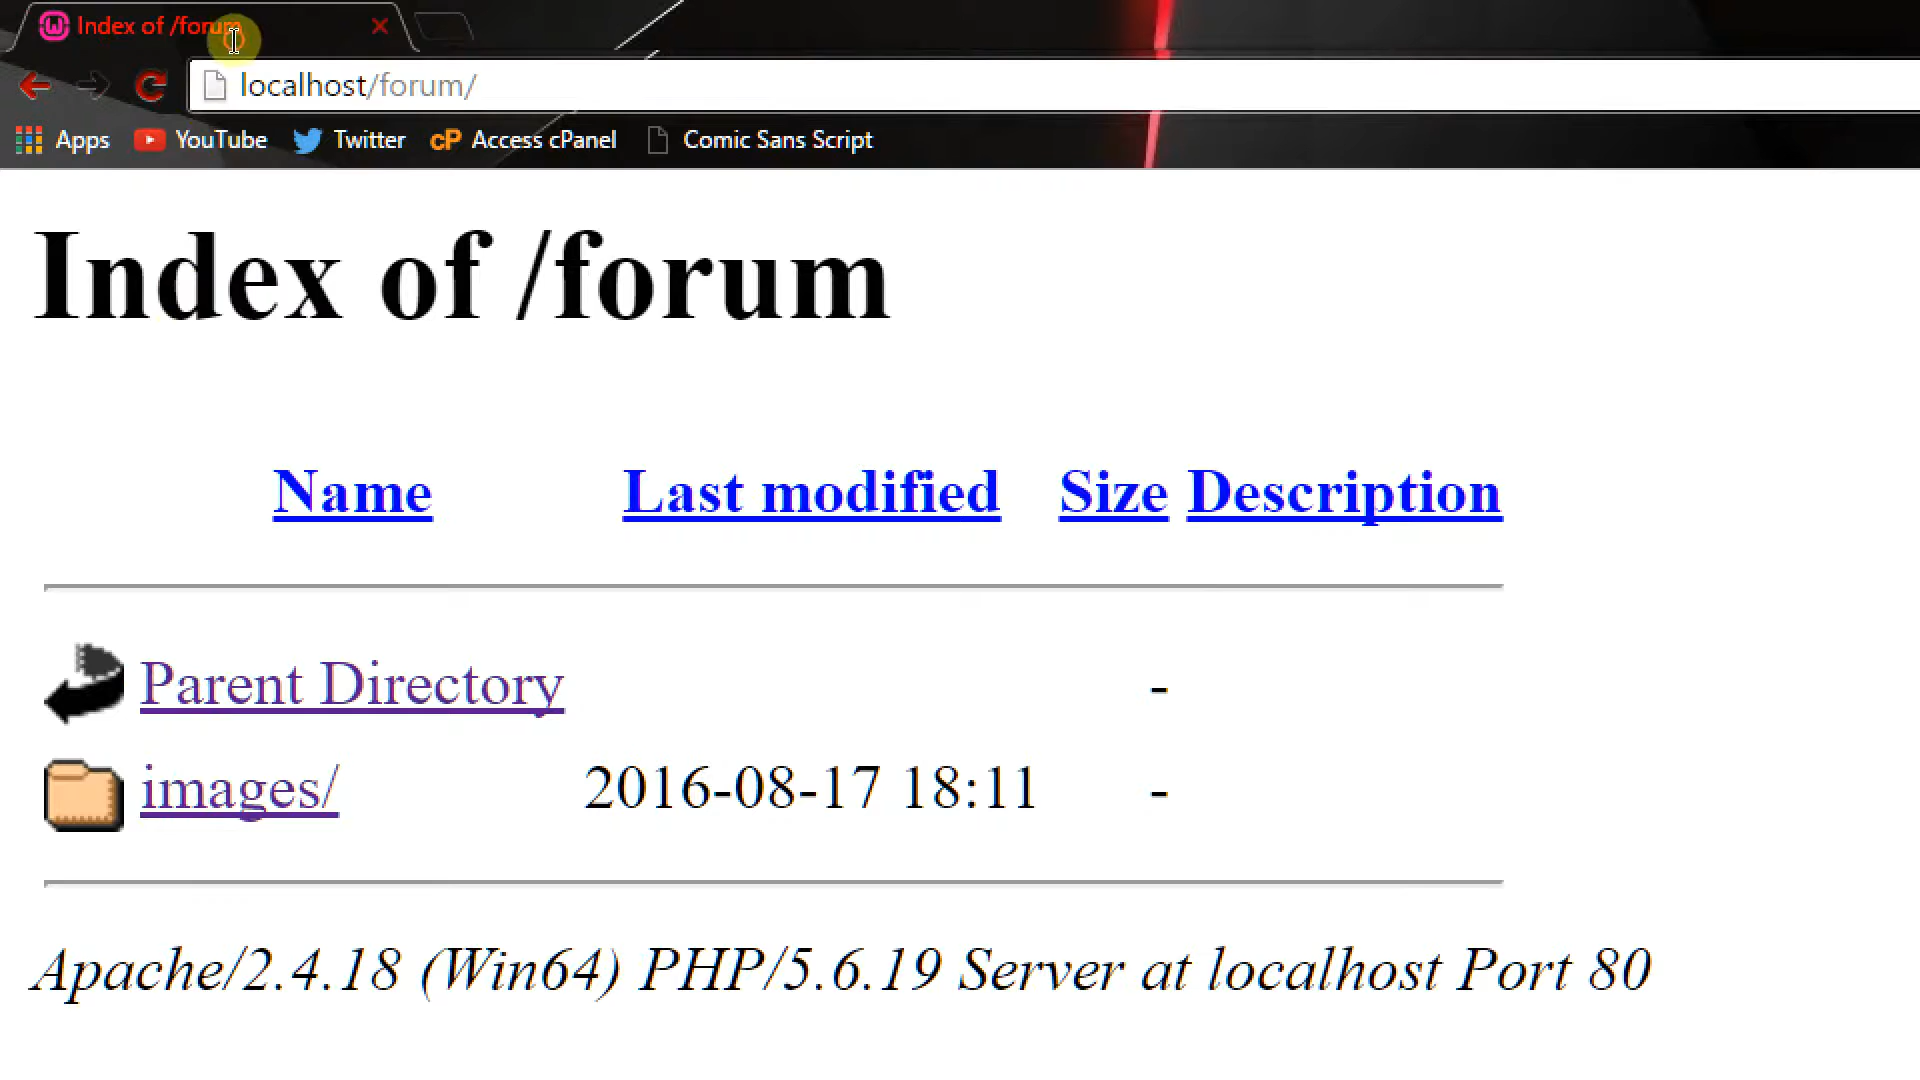 Index of /forum
localhost/forum/
Apps YouTube Twitter cP Access cPanel Comic Sans Script
Index of /forum
Name Last modified Size Description
Parent Directory -
images/ 2016-08-17 18:11 -
Apache/2.4.18 (Win64) PHP/5.6.19 Server at localhost Port 80